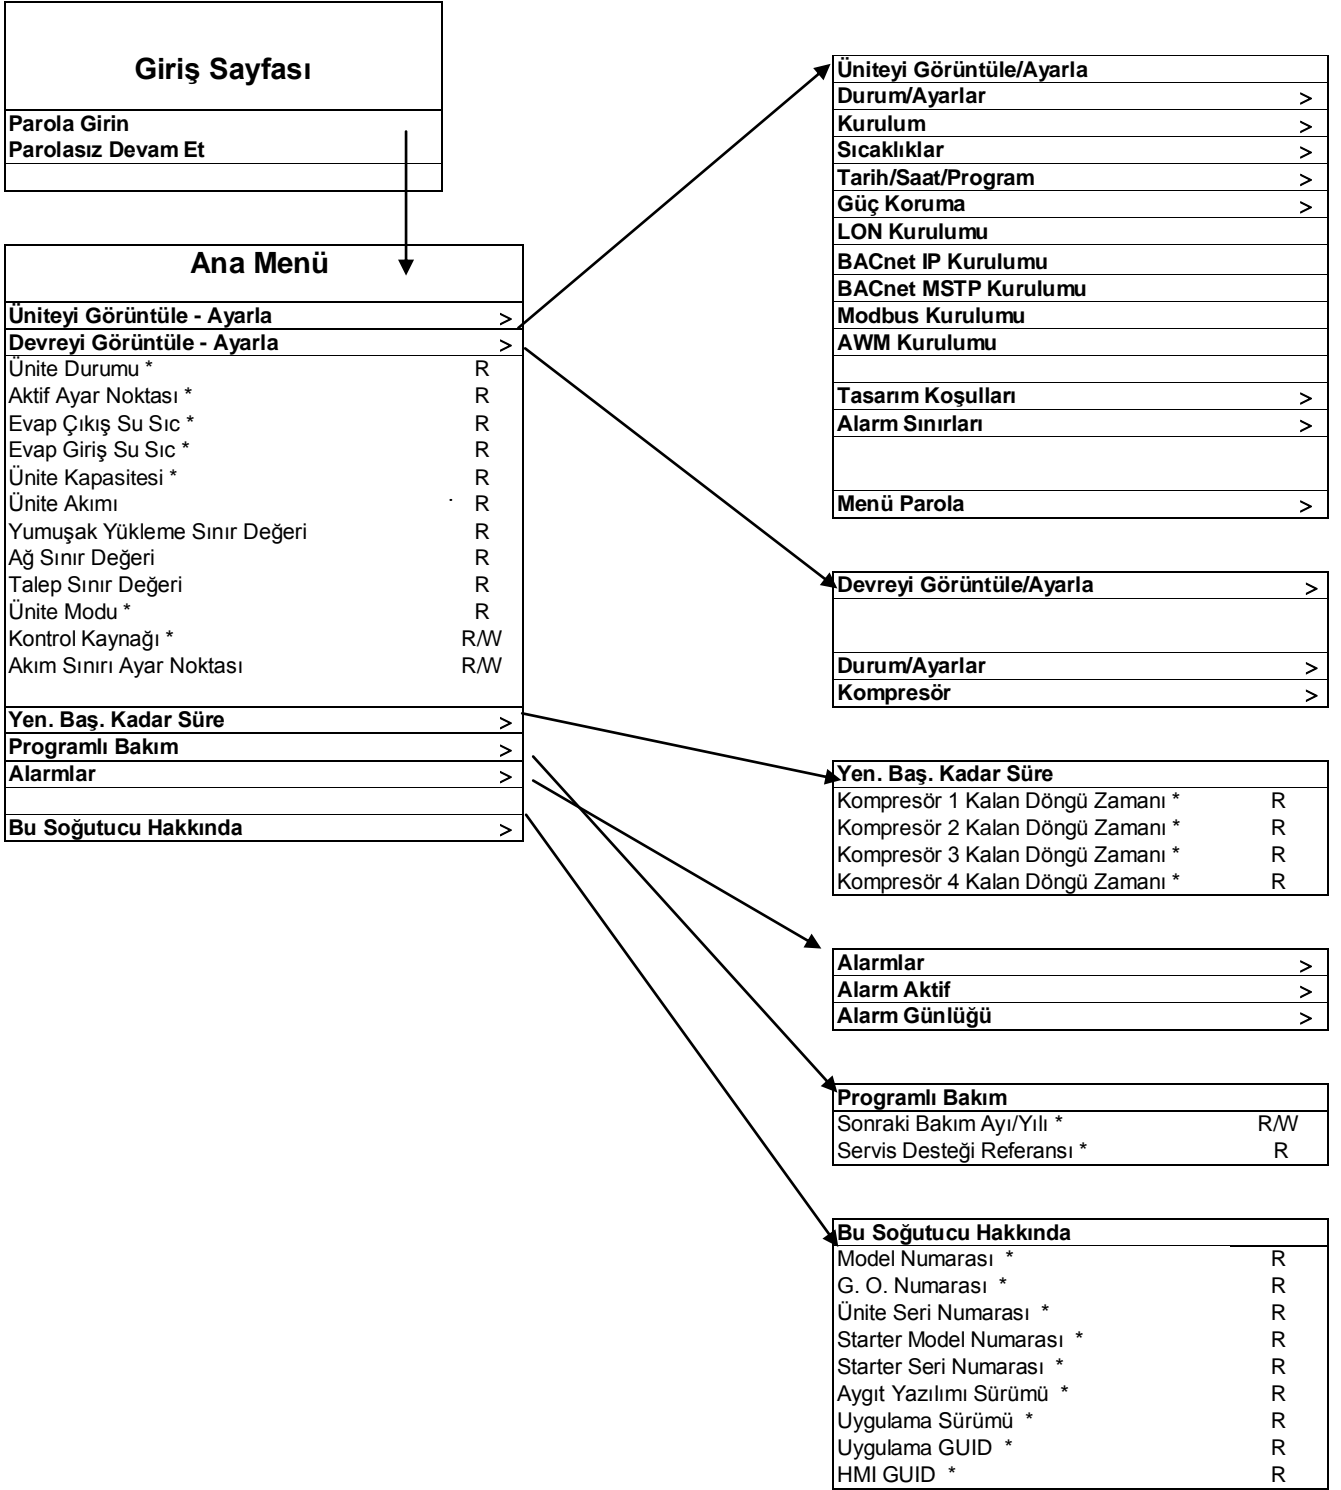 Giriş Sayfası
Parola Girin
Parolasız Devam Et
Ana Menü
Üniteyi Görüntüle - Ayarla >
Devreyi Görüntüle - Ayarla >
Ünite Durumu * R
Aktif Ayar Noktası * R
Evap Çıkış Su Sıc * R
Evap Giriş Su Sıc * R
Ünite Kapasitesi * R
Ünite Akımı R
Yumuşak Yükleme Sınır Değeri R
Ağ Sınır Değeri R
Talep Sınır Değeri R
Ünite Modu * R
Kontrol Kaynağı * R/W
Akım Sınırı Ayar Noktası R/W
Yen. Baş. Kadar Süre >
Programlı Bakım >
Alarmlar >
Bu Soğutucu Hakkında >
Üniteyi Görüntüle/Ayarla
Durum/Ayarlar >
Kurulum >
Sıcaklıklar >
Tarih/Saat/Program >
Güç Koruma >
LON Kurulumu
BACnet IP Kurulumu
BACnet MSTP Kurulumu
Modbus Kurulumu
AWM Kurulumu
Tasarım Koşulları >
Alarm Sınırları >
Menü Parola >
Devreyi Görüntüle/Ayarla >
Durum/Ayarlar >
Kompresör >
Yen. Baş. Kadar Süre
Kompresör 1 Kalan Döngü Zamanı * R
Kompresör 2 Kalan Döngü Zamanı * R
Kompresör 3 Kalan Döngü Zamanı * R
Kompresör 4 Kalan Döngü Zamanı * R
Alarmlar >
Alarm Aktif >
Alarm Günlüğü >
Programlı Bakım
Sonraki Bakım Ayı/Yılı * R/W
Servis Desteği Referansı * R
Bu Soğutucu Hakkında
Model Numarası * R
G. O. Numarası * R
Ünite Seri Numarası * R
Starter Model Numarası * R
Starter Seri Numarası * R
Aygıt Yazılımı Sürümü * R
Uygulama Sürümü * R
Uygulama GUID * R
HMI GUID * R